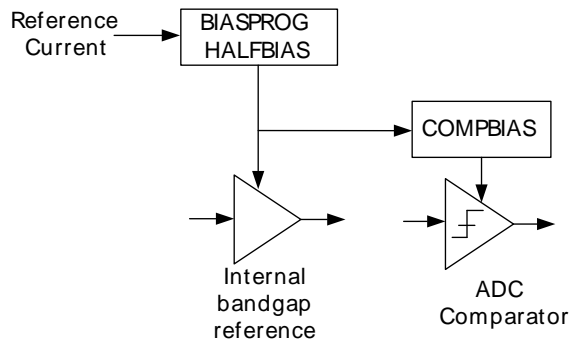 Reference
Current
BIASPROG
HALFBIAS
COMPBIAS
Internal
bandgap
reference
ADC
Comparator